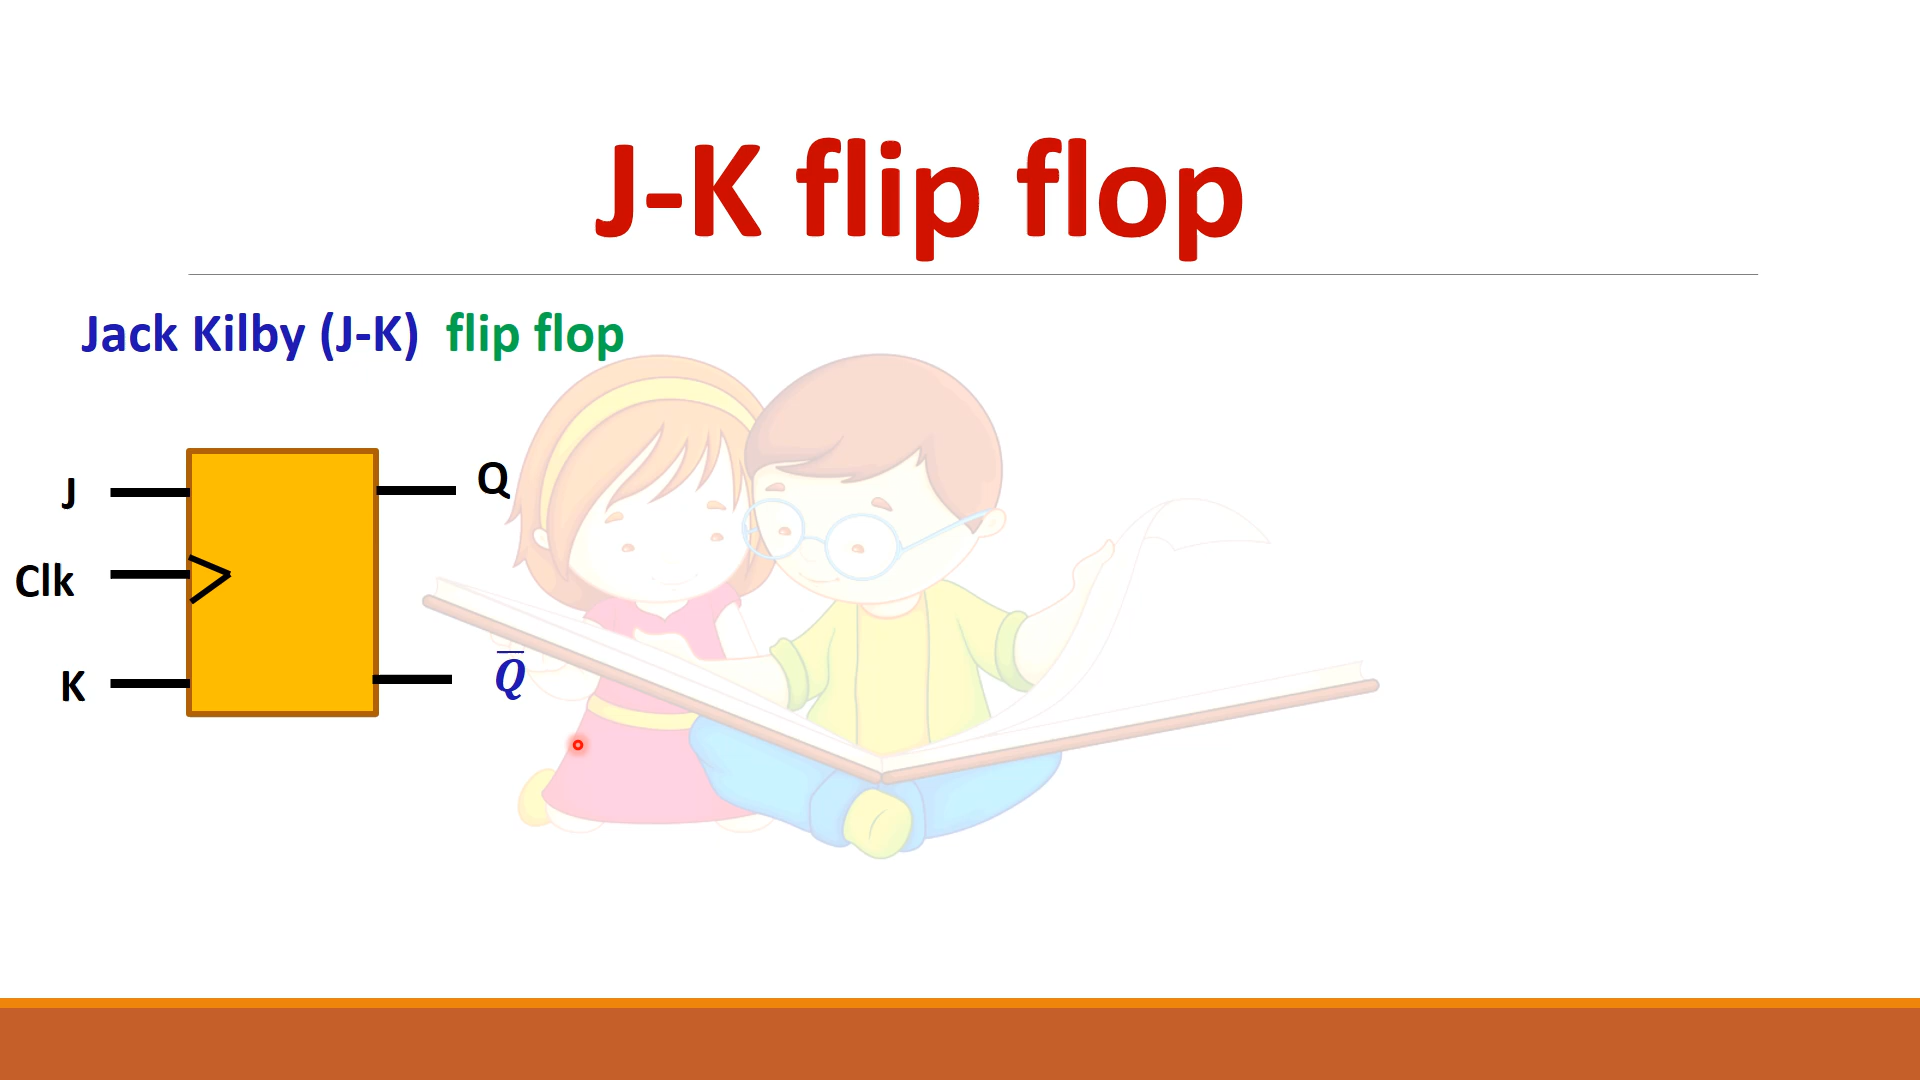 J-K flip flop
Jack Kilby (J-K) flip flop
J
Q
Clk
K
Q̅